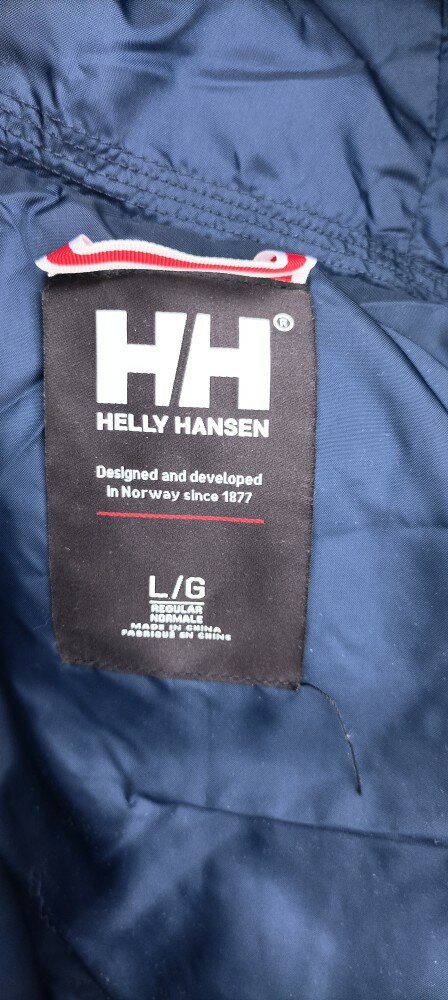 HH®
HELLY HANSEN
Designed and developed
in Norway since 1877
L/G
REGULAR
NORMALE
MADE IN CHINA
FABRIQUÉ EN CHINE